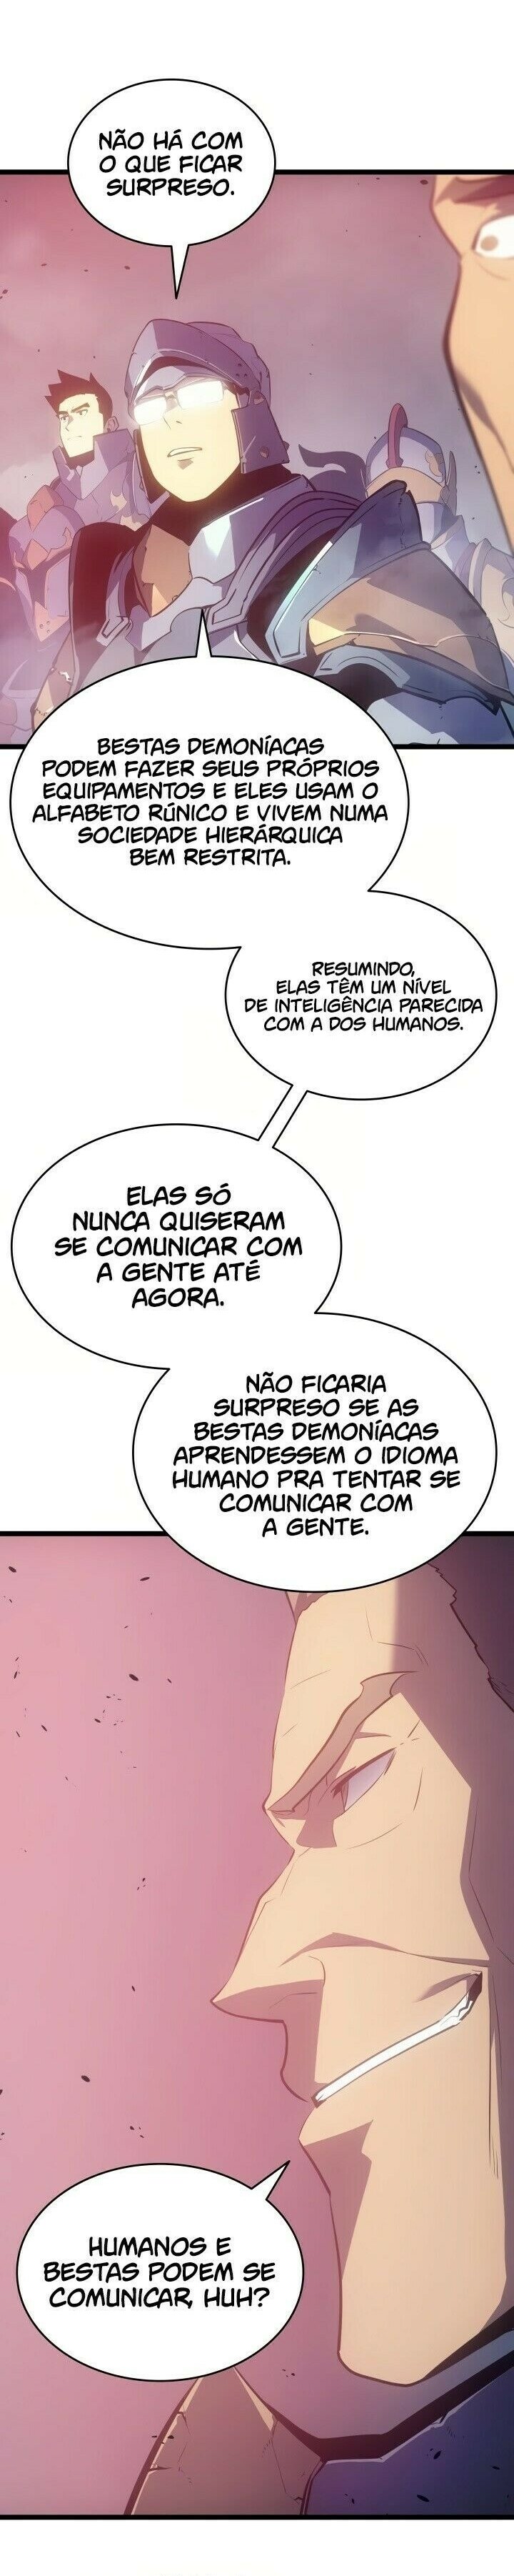 NÃO HÁ COM
O QUE FICAR
SURPRESO.
BESTAS DEMONÍACAS
PODEM FAZER SEUS PRÓPRIOS
EQUIPAMENTOS E ELES USAM O
ALFABETO RÚNICO E VIVEM NUMA
SOCIEDADE HIERÁRQUICA
BEM RESTRITA.
RESUMINDO,
ELAS TÊM UM NÍVEL
DE INTELIGÊNCIA PARECIDA
COM A DOS HUMANOS.
ELAS SÓ
NUNCA QUISERAM
SE COMUNICAR COM
A GENTE ATÉ
AGORA.
NÃO FICARIA
SURPRESO SE AS
BESTAS DEMONÍACAS
APRENDESSEM O IDIOMA
HUMANO PRA TENTAR SE
COMUNICAR COM
A GENTE.
HUMANOS E
BESTAS PODEM SE
COMUNICAR, HUH?